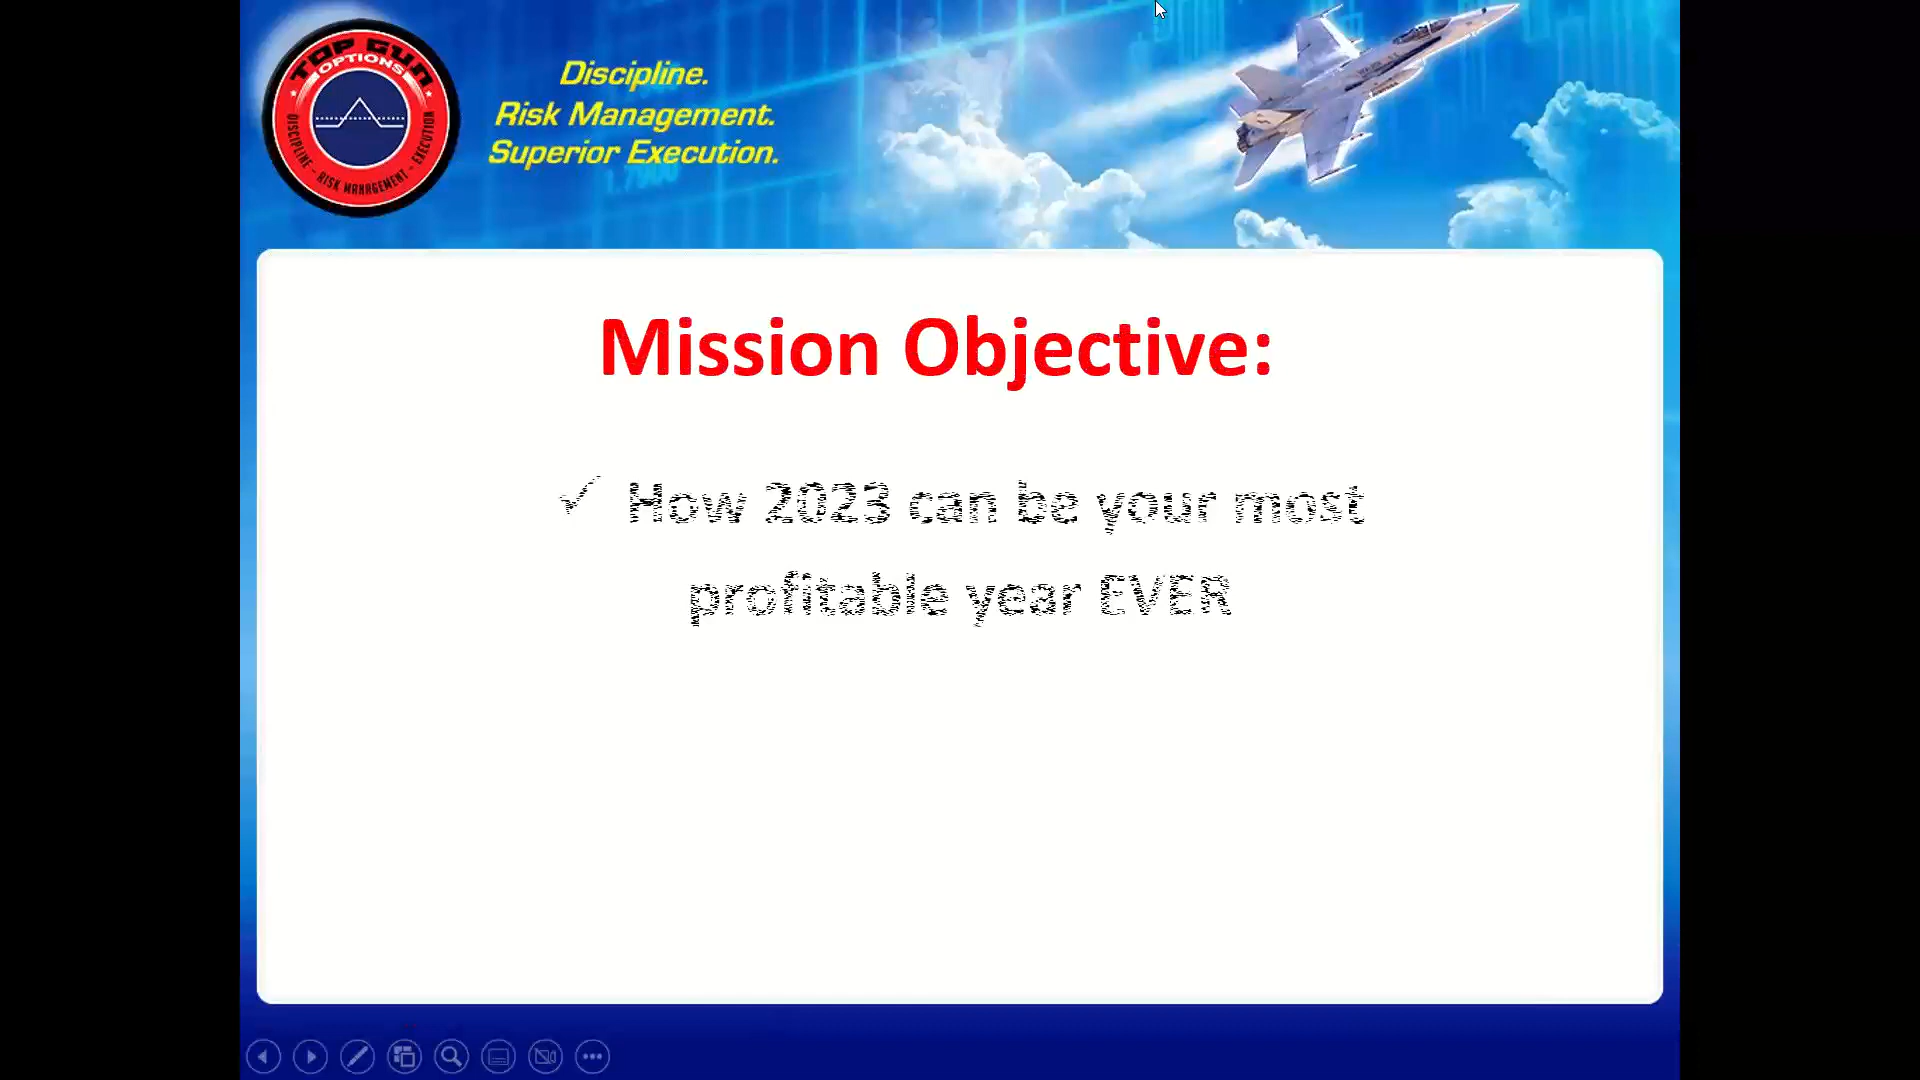 TOP GUN
OPTIONS
DISCIPLINE - RISK MANAGEMENT - EXECUTION
Discipline.
Risk Management.
Superior Execution.
Mission Objective:
✓ How 2023 can be your most
profitable year EVER